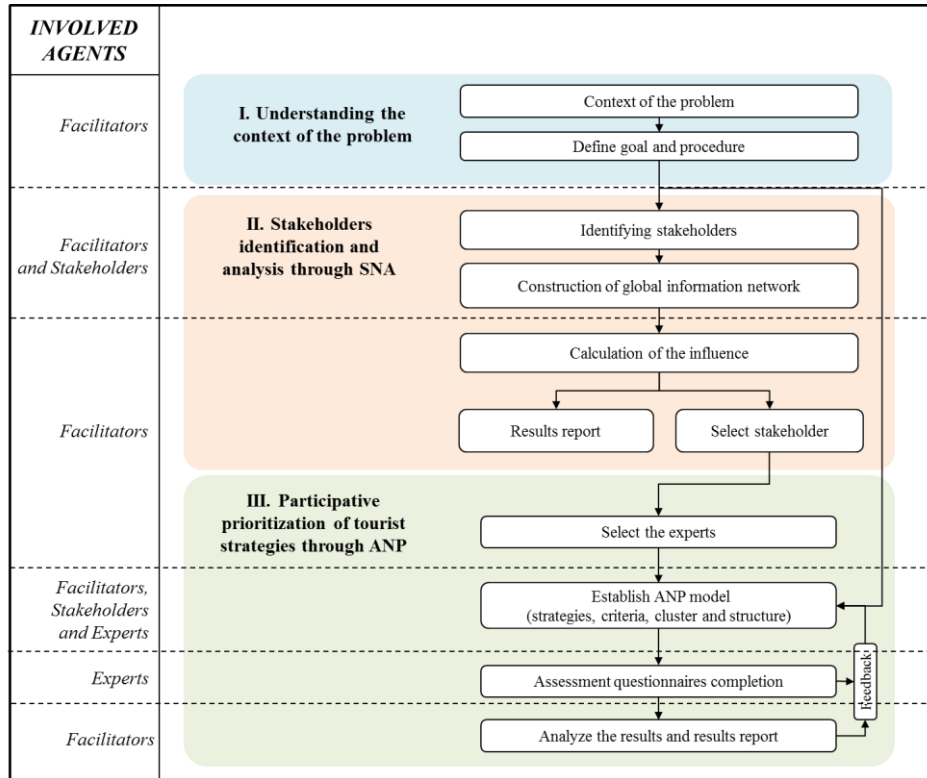 INVOLVED
AGENTS
Facilitators
I. Understanding the
context of the problem
Context of the problem
Define goal and procedure
Facilitators
and Stakeholders
II. Stakeholders
identification and
analysis through SNA
Identifying stakeholders
Construction of global information network
Facilitators
Calculation of the influence
Results report
Select stakeholder
III. Participative
prioritization of tourist
strategies through ANP
Select the experts
Facilitators,
Stakeholders
and Experts
Establish ANP model
(strategies, criteria, cluster and structure)
Feedback
Experts
Assessment questionnaires completion
Facilitators
Analyze the results and results report